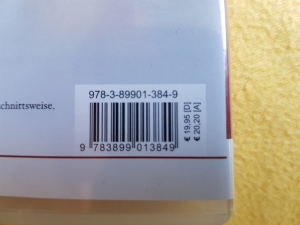 978-3-89901-384-9
chnittsweise.
€ 19,95 [D]
€ 20,20 [A]
9 783899 013849